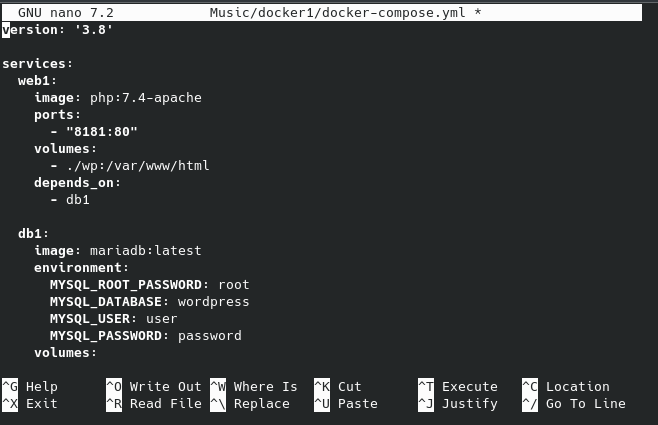 GNU nano 7.2 Music/docker1/docker-compose.yml *
version: '3.8'
services:
web1:
image: php:7.4-apache
ports:
- "8181:80"
volumes:
- ./wp:/var/www/html
depends_on:
- db1
db1:
image: mariadb:latest
environment:
MYSQL_ROOT_PASSWORD: root
MYSQL_DATABASE: wordpress
MYSQL_USER: user
MYSQL_PASSWORD: password
volumes:
^G Help ^O Write Out ^W Where Is ^K Cut ^T Execute ^C Location
^X Exit ^R Read File ^\ Replace ^U Paste ^J Justify ^/ Go To Line